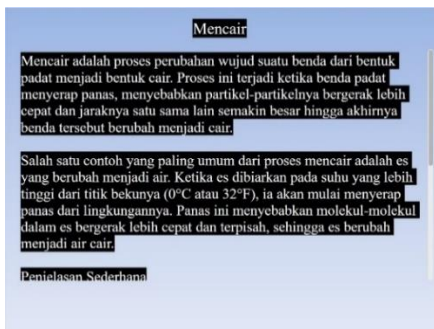 Mencair
Mencair adalah proses perubahan wujud suatu benda dari bentuk
padat menjadi bentuk cair. Proses ini terjadi ketika benda padat
menyerap panas, menyebabkan partikel-partikelnya bergerak lebih
cepat dan jaraknya satu sama lain semakin besar hingga akhirnya
benda tersebut berubah menjadi cair.
Salah satu contoh yang paling umum dari proses mencair adalah es
yang berubah menjadi air. Ketika es dibiarkan pada suhu yang lebih
tinggi dari titik bekunya (0°C atau 32°F), ia akan mulai menyerap
panas dari lingkungannya. Panas ini menyebabkan molekul-molekul
dalam es bergerak lebih cepat dan terpisah, sehingga es berubah
menjadi air cair.
Penjelasan Sederhana